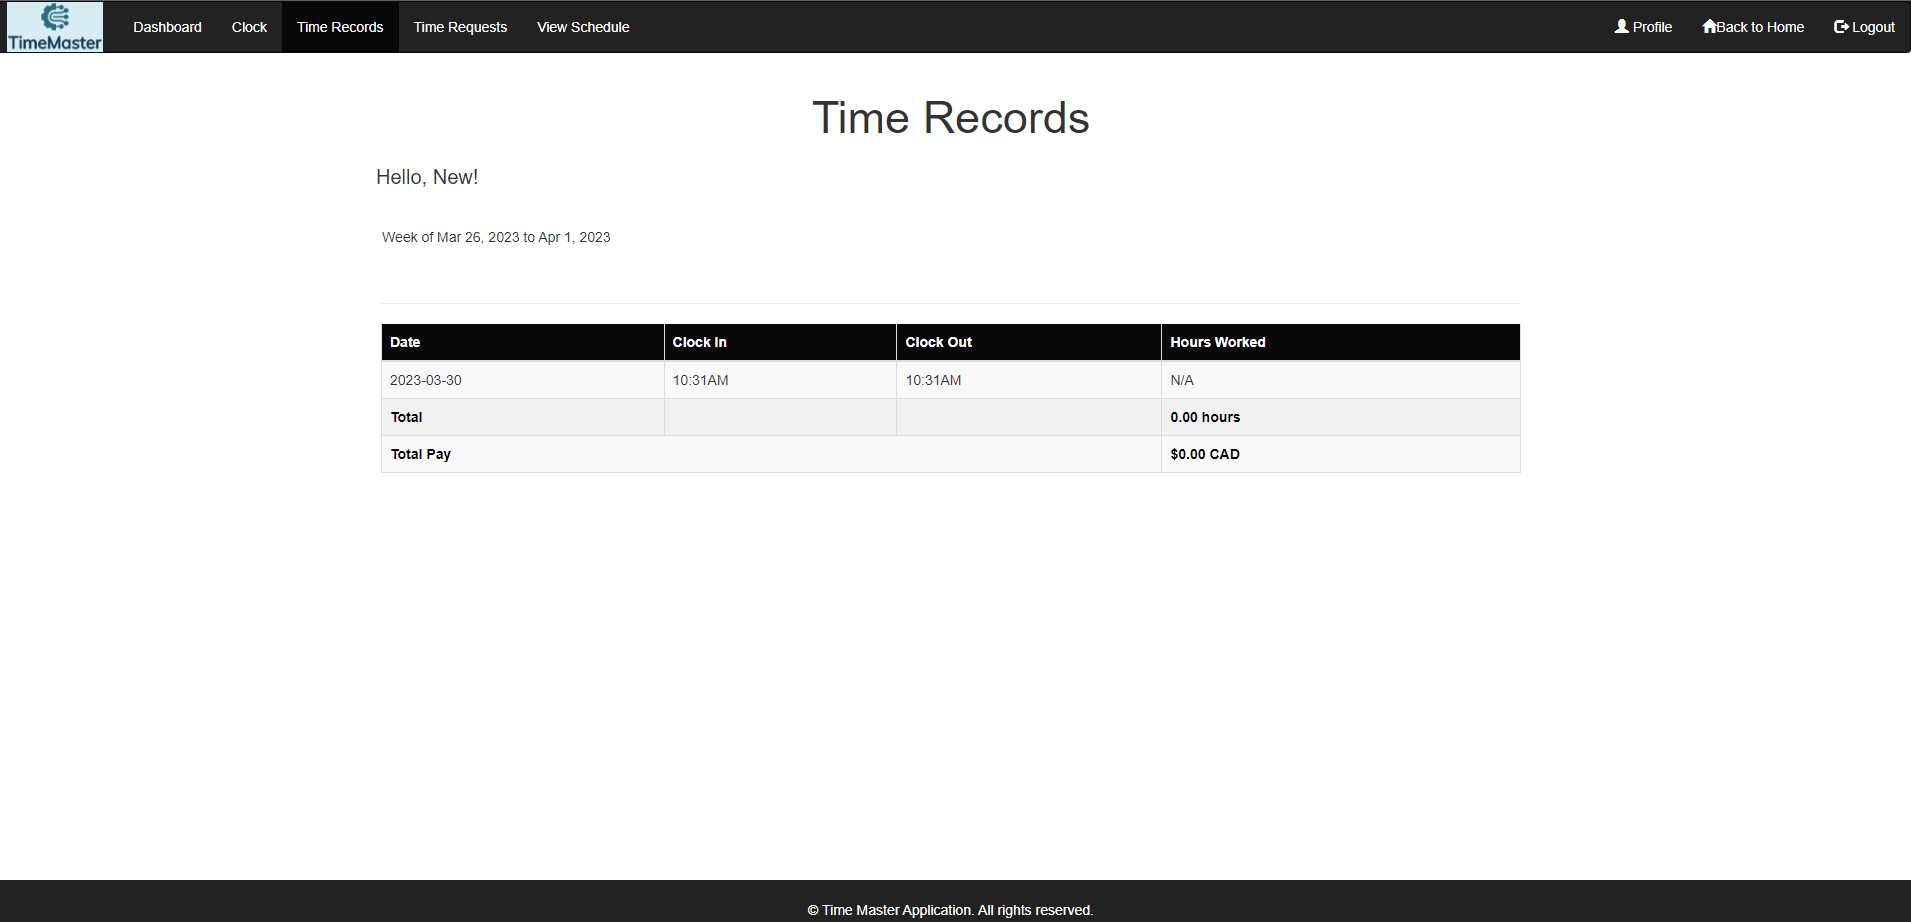 TimeMaster Dashboard Clock Time Records Time Requests View Schedule Profile Back to Home Logout
Time Records
Hello, New!
Week of Mar 26, 2023 to Apr 1, 2023
Date Clock In Clock Out Hours Worked
2023-03-30 10:31AM 10:31AM N/A
Total 0.00 hours
Total Pay $0.00 CAD
© Time Master Application. All rights reserved.